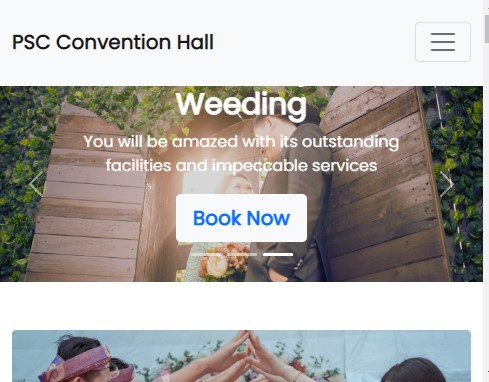 PSC Convention Hall
Weeding
You will be amazed with its outstanding
facilities and impeccable services
Book Now